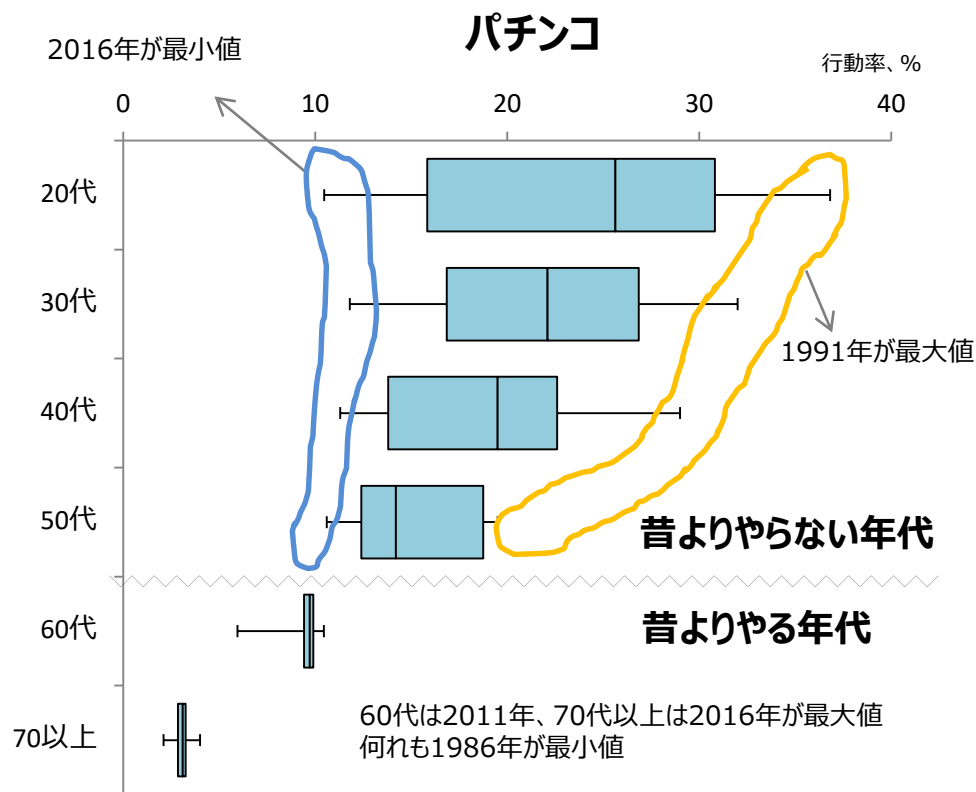 パチンコ
2016年が最小値
行動率、%
0 10 20 30 40
20代
30代
1991年が最大値
40代
50代
昔よりやらない年代
60代
昔よりやる年代
70以上
60代は2011年、70代以上は2016年が最大値
何れも1986年が最小値